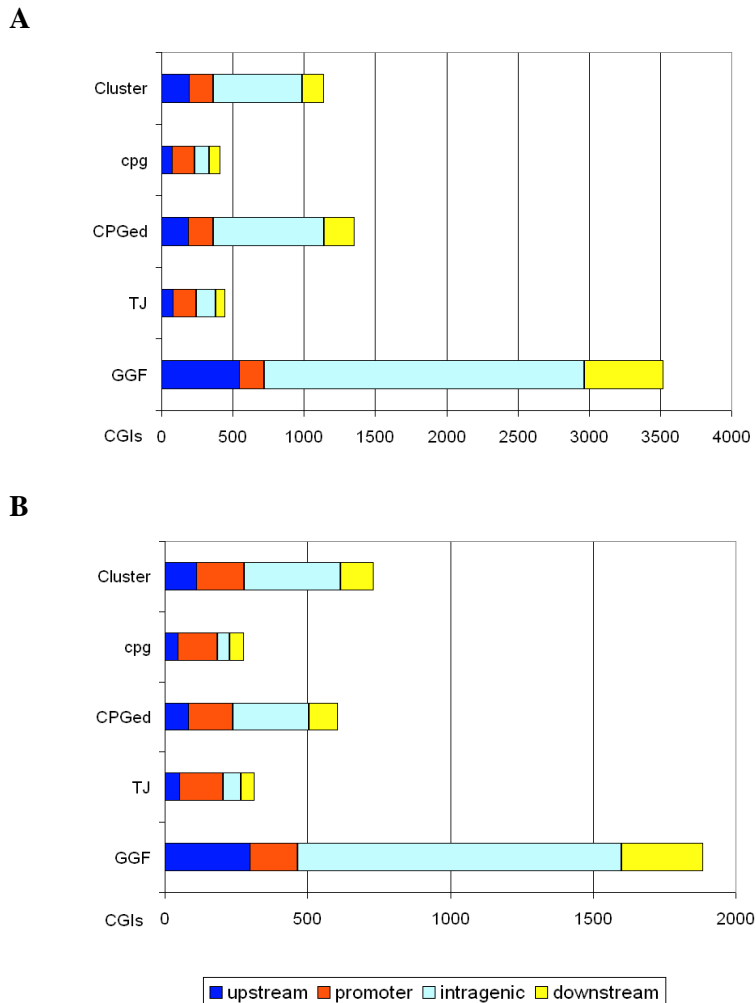 A
Cluster
cpg
CPGed
TJ
GGF
CGIs 0 500 1000 1500 2000 2500 3000 3500 4000
B
Cluster
cpg
CPGed
TJ
GGF
CGIs 0 500 1000 1500 2000
upstream promoter intragenic downstream